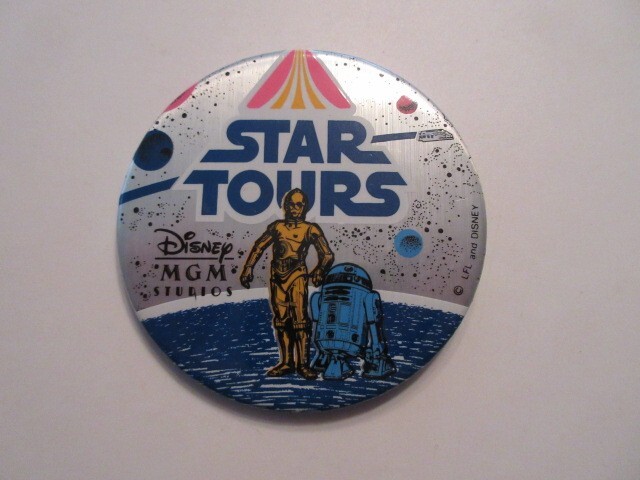 STAR
TOURS
Disney
MGM
STUDIOS
© LFL and DISNEY